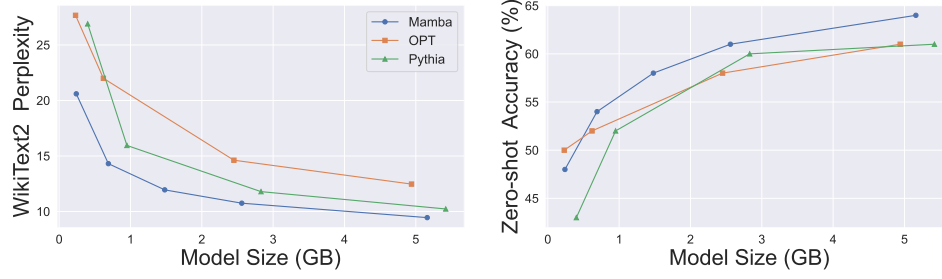 WikiText2 Perplexity
25
20
15
10
0 1 2 3 4 5
Model Size (GB)
Mamba
OPT
Pythia
Zero-shot Accuracy (%)
65
60
55
50
45
0 1 2 3 4 5
Model Size (GB)